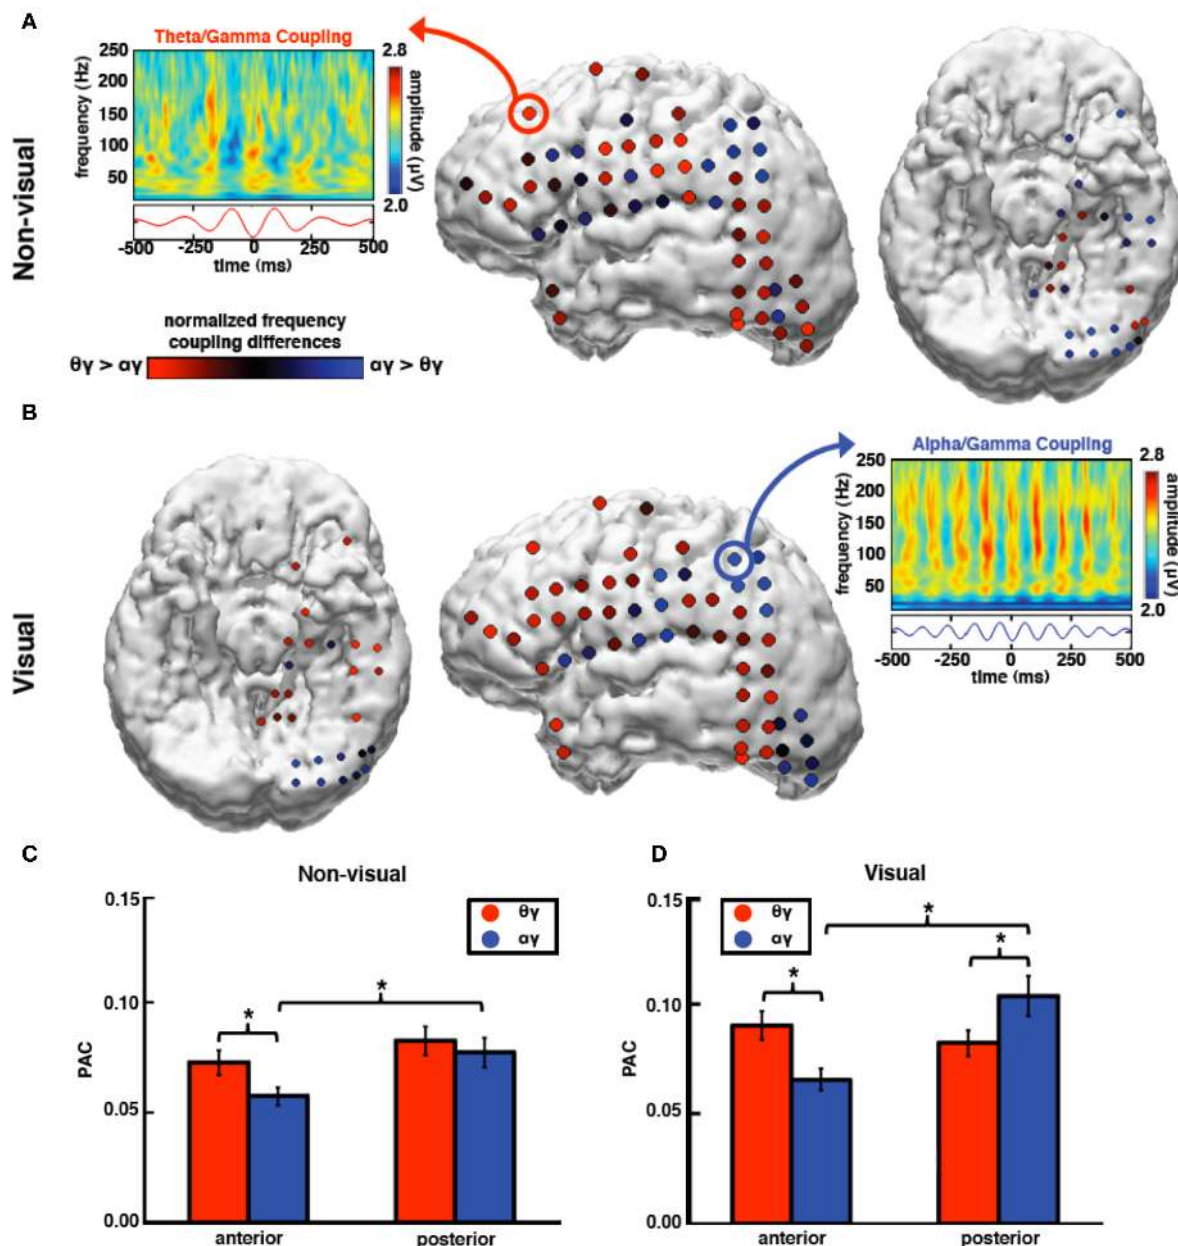 A
Theta/Gamma Coupling
frequency (Hz)
250
200
150
100
50
2.8
amplitude (μV)
2.0
-500
-250
0
250
500
time (ms)
Non-visual
normalized frequency
coupling differences
θγ > αγ
αγ > θγ
B
Alpha/Gamma Coupling
frequency (Hz)
250
200
150
100
50
2.8
amplitude (μV)
2.0
-500
-250
0
250
500
time (ms)
Visual
C
Non-visual
PAC
0.15
0.10
0.05
0.00
θγ
αγ
*
*
anterior
posterior
D
Visual
PAC
0.15
0.10
0.05
0.00
θγ
αγ
*
*
*
anterior
posterior